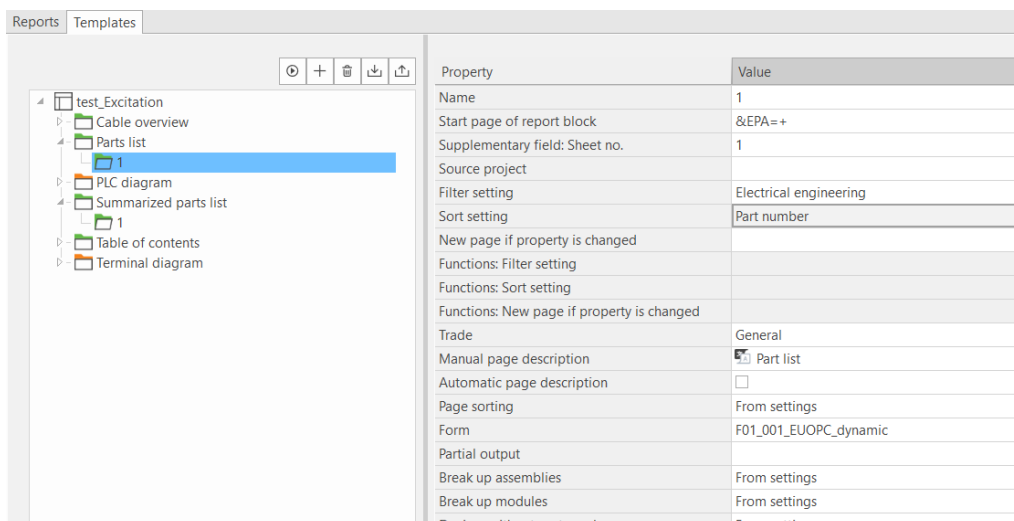 Reports Templates
Property Value
test_Excitation
Cable overview
Parts list
1
PLC diagram
Summarized parts list
1
Table of contents
Terminal diagram
Name 1
Start page of report block &EPA=+
Supplementary field: Sheet no. 1
Source project
Filter setting Electrical engineering
Sort setting Part number
New page if property is changed
Functions: Filter setting
Functions: Sort setting
Functions: New page if property is changed
Trade General
Manual page description Part list
Automatic page description
Page sorting From settings
Form F01_001_EUOPC_dynamic
Partial output
Break up assemblies From settings
Break up modules From settings